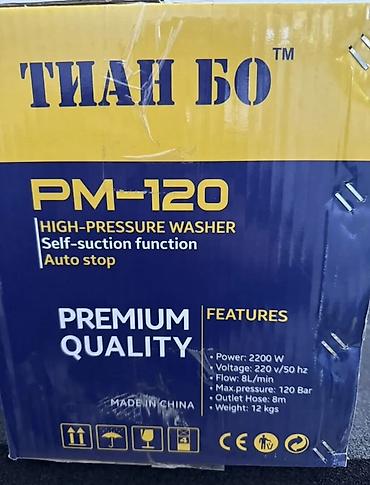 ТИАН БО™
PM-120
HIGH-PRESSURE WASHER
Self-suction function
Auto stop
PREMIUM
QUALITY
FEATURES
• Power: 2200 W
• Voltage: 220 v/50 hz
• Flow: 8L/min
• Max.pressure: 120 Bar
• Outlet Hose: 8m
• Weight: 12 kgs
MADE IN CHINA
4
CE